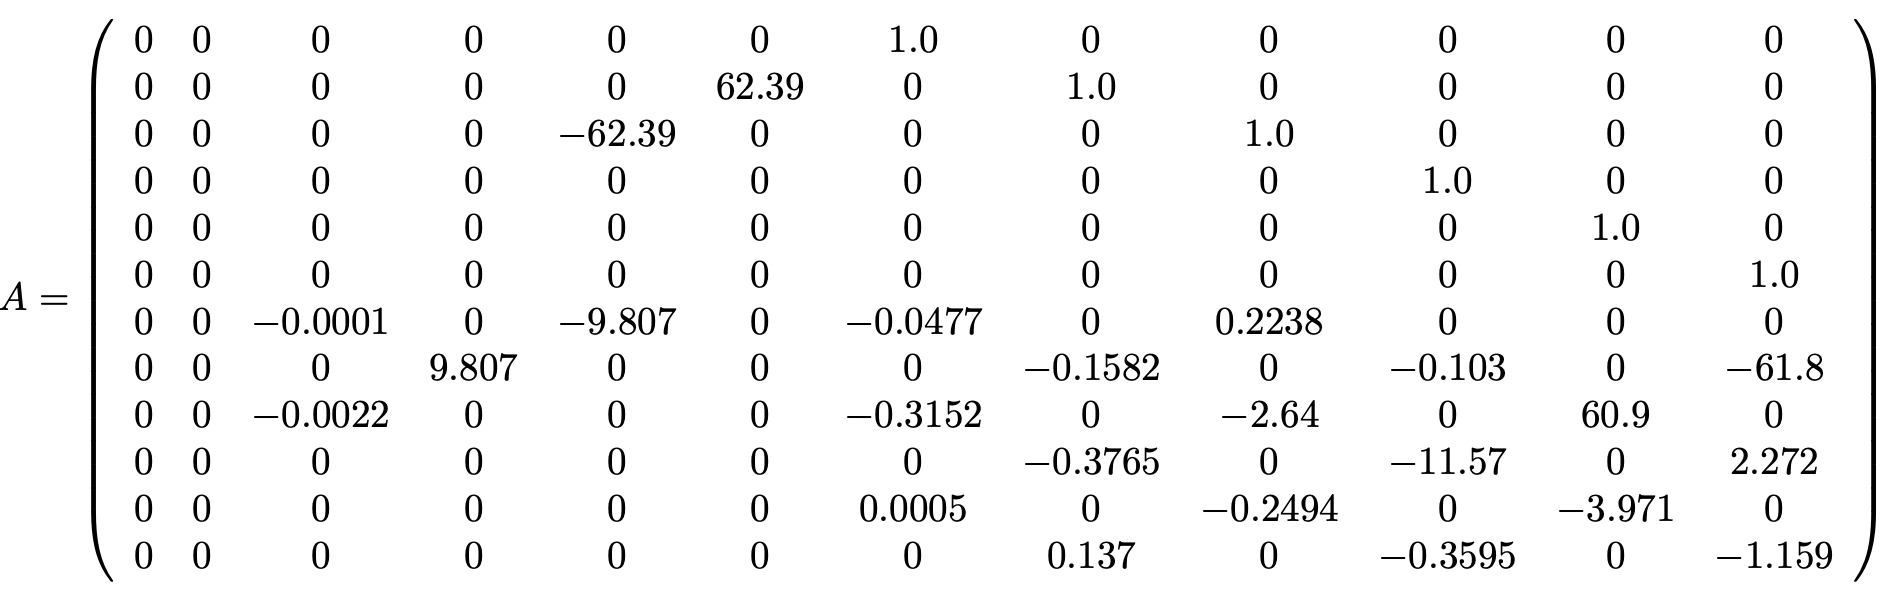 0 0 0 0 0 0 1.0 0 0 0 0 0
0 0 0 0 0 62.39 0 1.0 0 0 0 0
0 0 0 0 −62.39 0 0 0 1.0 0 0 0
0 0 0 0 0 0 0 0 0 1.0 0 0
0 0 0 0 0 0 0 0 0 0 1.0 0
0 0 0 0 0 0 0 0 0 0 0 1.0
A =
0 0 −0.0001 0 −9.807 0 −0.0477 0 0.2238 0 0 0
0 0 0 9.807 0 0 0 −0.1582 0 −0.103 0 −61.8
0 0 −0.0022 0 0 0 −0.3152 0 −2.64 0 60.9 0
0 0 0 0 0 0 0 −0.3765 0 −11.57 0 2.272
0 0 0 0 0 0 0.0005 0 −0.2494 0 −3.971 0
0 0 0 0 0 0 0 0.137 0 −0.3595 0 −1.159